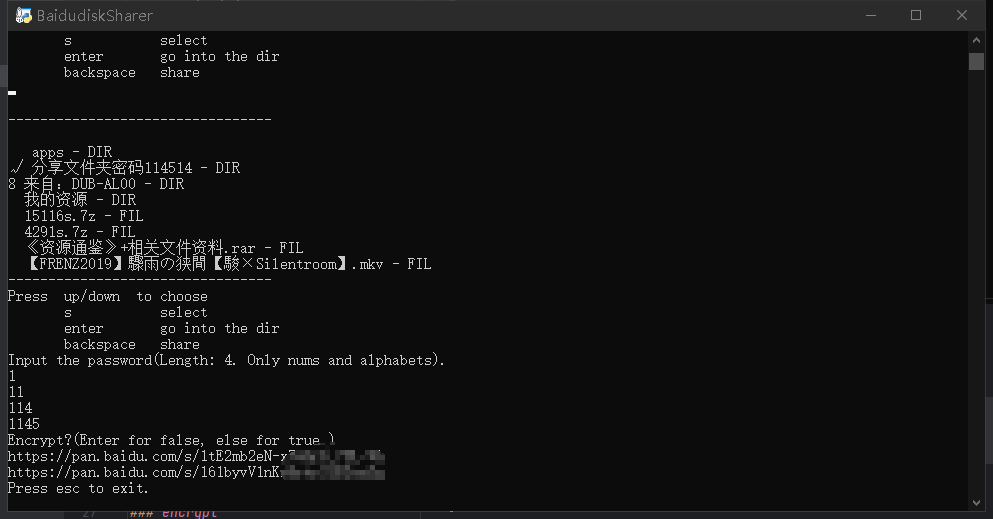 BaidudiskSharer
s select
enter go into the dir
backspace share
---------------------------------
apps - DIR
√ 分享文件夹密码114514 - DIR
8 来自：DUB-AL00 - DIR
我的资源 - DIR
15116s.7z - FIL
4291s.7z - FIL
《资源通鉴》+相关文件资料.rar - FIL
【FRENZ2019】驟雨の狭間【駿×Silentroom】.mkv - FIL
---------------------------------
Press up/down to choose
s select
enter go into the dir
backspace share
Input the password(Length: 4. Only nums and alphabets).
1
11
114
1145
Encrypt?(Enter for false, else for true )
https://pan.baidu.com/s/1tE2mb2eN-x
https://pan.baidu.com/s/161byvV1nK
Press esc to exit.
27 ### encrypt